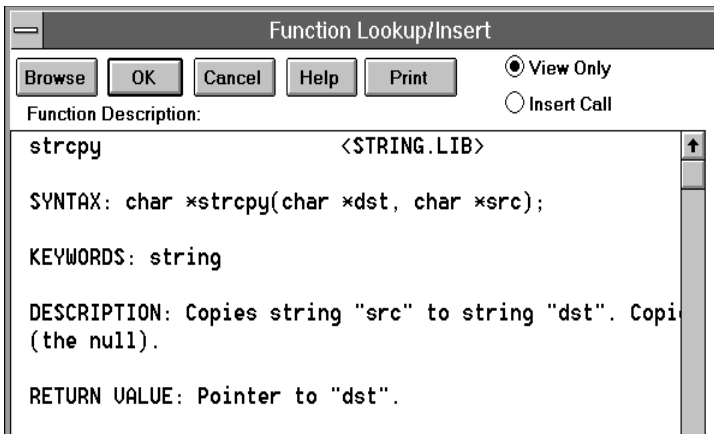 Function Lookup/Insert
Browse OK Cancel Help Print
View Only
Insert Call
Function Description:
strcpy <STRING.LIB>
SYNTAX: char *strcpy(char *dst, char *src);
KEYWORDS: string
DESCRIPTION: Copies string "src" to string "dst". Copi
(the null).
RETURN VALUE: Pointer to "dst".